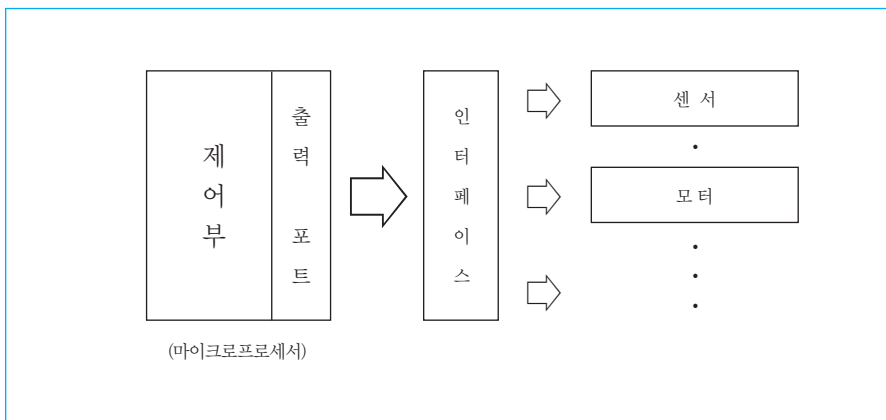 제어부
출력 포트
인터페이스
센 서
모 터
(마이크로프로세서)